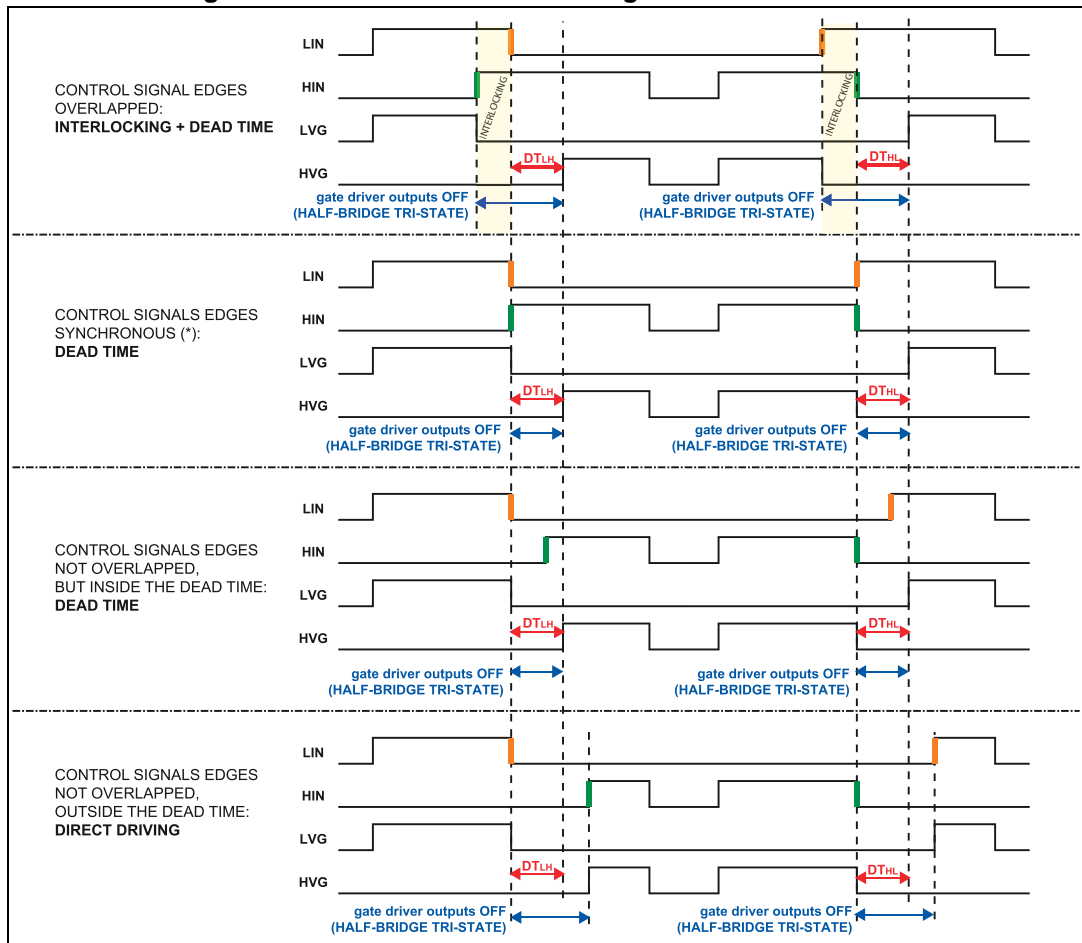 LIN
HIN
LVG
HVG
CONTROL SIGNAL EDGES
OVERLAPPED:
INTERLOCKING + DEAD TIME
INTERLOCKING
INTERLOCKING
DTLH
DTHL
gate driver outputs OFF
(HALF-BRIDGE TRI-STATE)
gate driver outputs OFF
(HALF-BRIDGE TRI-STATE)
LIN
HIN
LVG
HVG
CONTROL SIGNALS EDGES
SYNCHRONOUS (*):
DEAD TIME
DTLH
DTHL
gate driver outputs OFF
(HALF-BRIDGE TRI-STATE)
gate driver outputs OFF
(HALF-BRIDGE TRI-STATE)
LIN
HIN
LVG
HVG
CONTROL SIGNALS EDGES
NOT OVERLAPPED,
BUT INSIDE THE DEAD TIME:
DEAD TIME
DTLH
DTHL
gate driver outputs OFF
(HALF-BRIDGE TRI-STATE)
gate driver outputs OFF
(HALF-BRIDGE TRI-STATE)
LIN
HIN
LVG
HVG
CONTROL SIGNALS EDGES
NOT OVERLAPPED,
OUTSIDE THE DEAD TIME:
DIRECT DRIVING
DTLH
DTHL
gate driver outputs OFF
(HALF-BRIDGE TRI-STATE)
gate driver outputs OFF
(HALF-BRIDGE TRI-STATE)